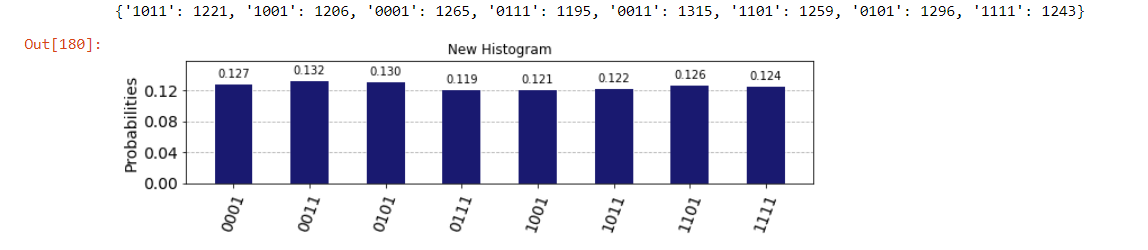 {'1011': 1221, '1001': 1206, '0001': 1265, '0111': 1195, '0011': 1315, '1101': 1259, '0101': 1296, '1111': 1243}
Out[180]:
New Histogram
0.127 0.132 0.130 0.119 0.121 0.122 0.126 0.124
Probabilities
0.12
0.08
0.04
0.00
0001 0011 0101 0111 1001 1011 1101 1111